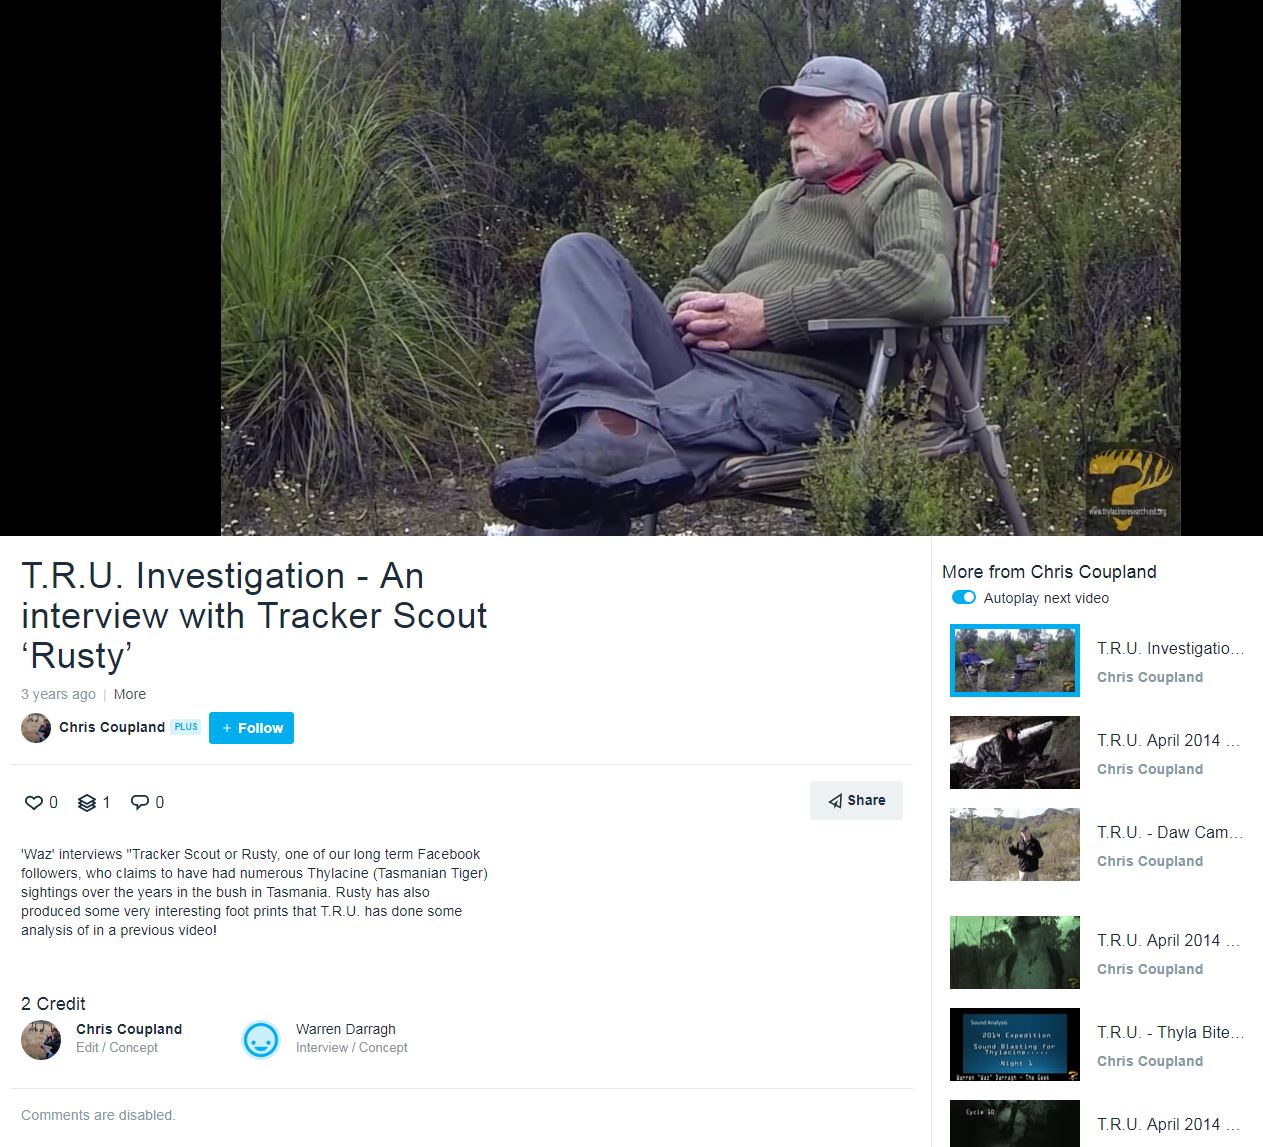 www.thylacineresearchunit.org
T.R.U. Investigation - An
interview with Tracker Scout
‘Rusty’
3 years ago | More
Chris Coupland PLUS + Follow
0 1 0
Share
'Waz' interviews "Tracker Scout or Rusty, one of our long term Facebook
followers, who claims to have had numerous Thylacine (Tasmanian Tiger)
sightings over the years in the bush in Tasmania. Rusty has also
produced some very interesting foot prints that T.R.U. has done some
analysis of in a previous video!
2 Credit
Chris Coupland
Edit / Concept
Warren Darragh
Interview / Concept
Comments are disabled.
More from Chris Coupland
Autoplay next video
T.R.U. Investigatio...
Chris Coupland
T.R.U. April 2014 ...
Chris Coupland
T.R.U. - Daw Cam...
Chris Coupland
T.R.U. April 2014 ...
Chris Coupland
Sound Analysis
2014 Expedition
Sound Blasting for
Thylacine.....
Night 1
Warren "Waz" Darragh - The Geek
T.R.U. - Thyla Bite...
Chris Coupland
Cycle 10
T.R.U. April 2014 ...